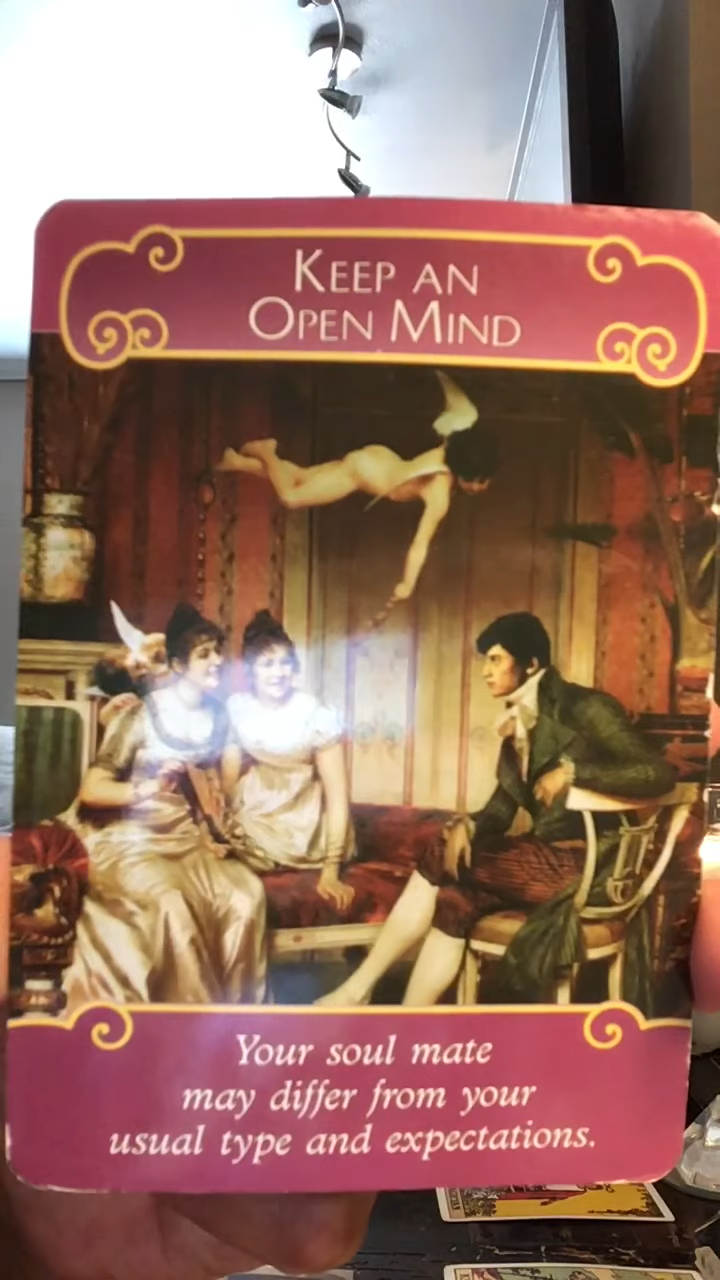 KEEP AN
OPEN MIND
Your soul mate
may differ from your
usual type and expectations.